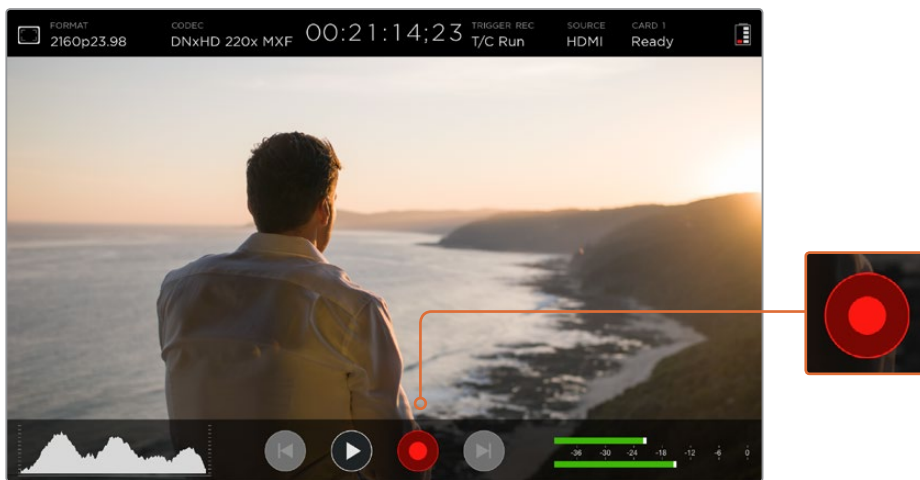 FORMAT
2160p23.98
CODEC
DNxHD 220x MXF
00:21:14;23
TRIGGER REC
T/C Run
SOURCE
HDMI
CARD 1
Ready
-36 -30 -24 -18 -12 -6 0